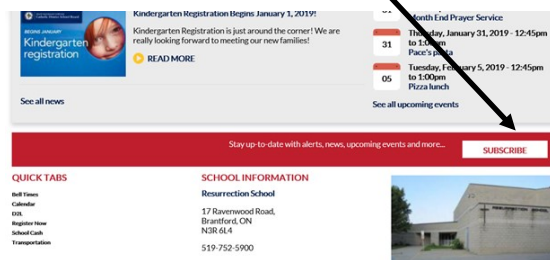 Kindergarten Registration Begins January 1, 2019!
BEGINS JANUARY
Kindergarten
registration
Kindergarten Registration is just around the corner! We are
really looking forward to meeting our new families!
READ MORE
See all news
31
Month End Prayer Service
31
Thursday, January 31, 2019 - 12:45pm
to 1:00pm
Pace's pasta
05
Tuesday, February 5, 2019 - 12:45pm
to 1:00pm
Pizza lunch
See all upcoming events
Stay up-to-date with alerts, news, upcoming events and more...
SUBSCRIBE
QUICK TABS
Bell Times
Calendar
D2L
Register Now
School Cash
Transportation
SCHOOL INFORMATION
Resurrection School
17 Ravenwood Road,
Brantford, ON
N3R 6L4
519-752-5900